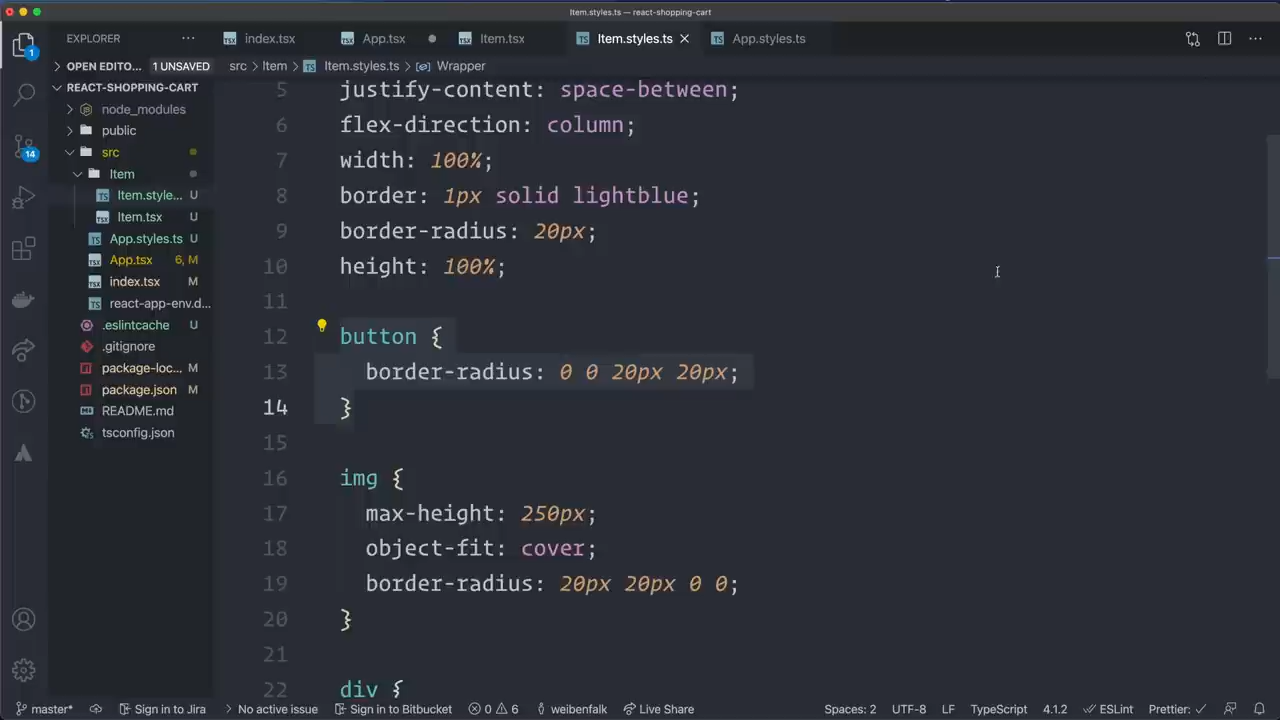 Item.styles.ts — react-shopping-cart
EXPLORER
index.tsx
App.tsx
Item.tsx
Item.styles.ts
App.styles.ts
OPEN EDITO... 1 UNSAVED
src > Item > Item.styles.ts > Wrapper
REACT-SHOPPING-CART
node_modules
public
src
Item
Item.style... U
Item.tsx U
App.styles.ts U
App.tsx 6, M
index.tsx M
react-app-env.d...
.eslintcache U
.gitignore
package-loc... M
package.json M
README.md
tsconfig.json
1
14
5 justify-content: space-between;
6 flex-direction: column;
7 width: 100%;
8 border: 1px solid lightblue;
9 border-radius: 20px;
10 height: 100%;
11
12 button {
13 border-radius: 0 0 20px 20px;
14 }
15
16 img {
17 max-height: 250px;
18 object-fit: cover;
19 border-radius: 20px 20px 0 0;
20 }
21
22 div {
master* Sign in to Jira No active issue Sign in to Bitbucket 0 6 weibenfalk Live Share Spaces: 2 UTF-8 LF TypeScript 4.1.2 ESLint Prettier: ✓